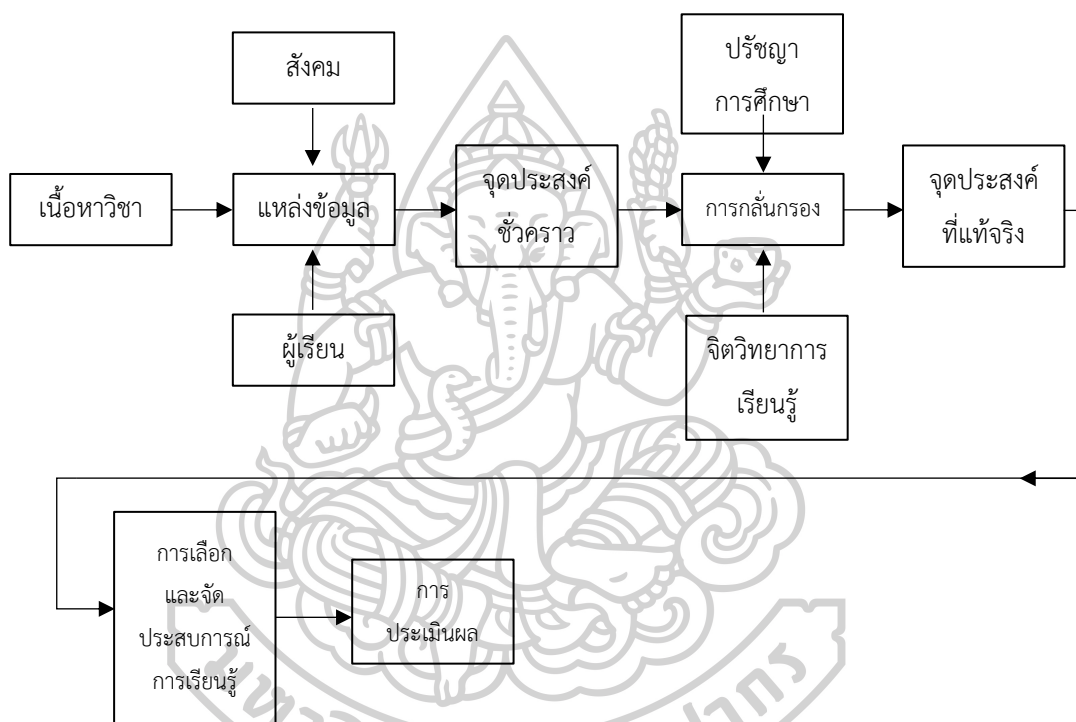 สังคม
ปรัชญา
การศึกษา
เนื้อหาวิชา
แหล่งข้อมูล
จุดประสงค์
ชั่วคราว
การกลั่นกรอง
จุดประสงค์
ที่แท้จริง
ผู้เรียน
จิตวิทยาการ
เรียนรู้
การเลือก
และจัด
ประสบการณ์
การเรียนรู้
การ
ประเมินผล